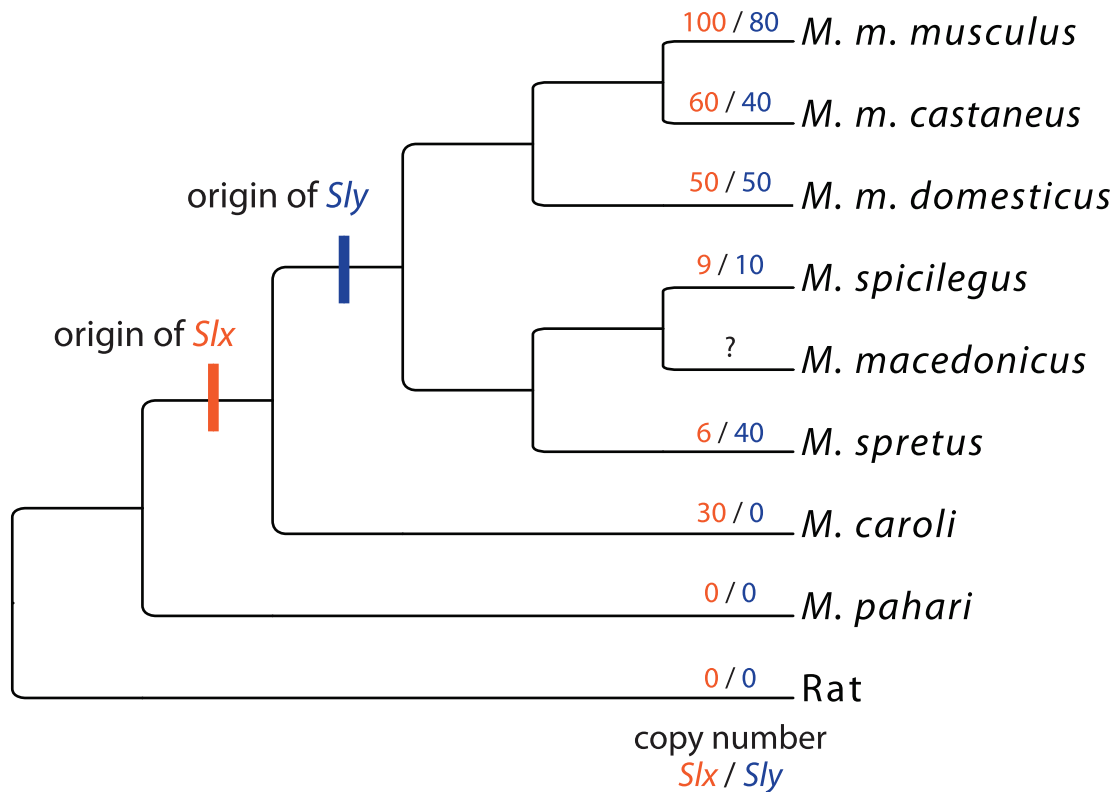 100 / 80 M. m. musculus
60 / 40 M. m. castaneus
origin of Sly
50 / 50 M. m. domesticus
9 / 10 M. spicilegus
origin of Slx
? M. macedonicus
6 / 40 M. spretus
30 / 0 M. caroli
0 / 0 M. pahari
0 / 0 Rat
copy number
Slx / Sly